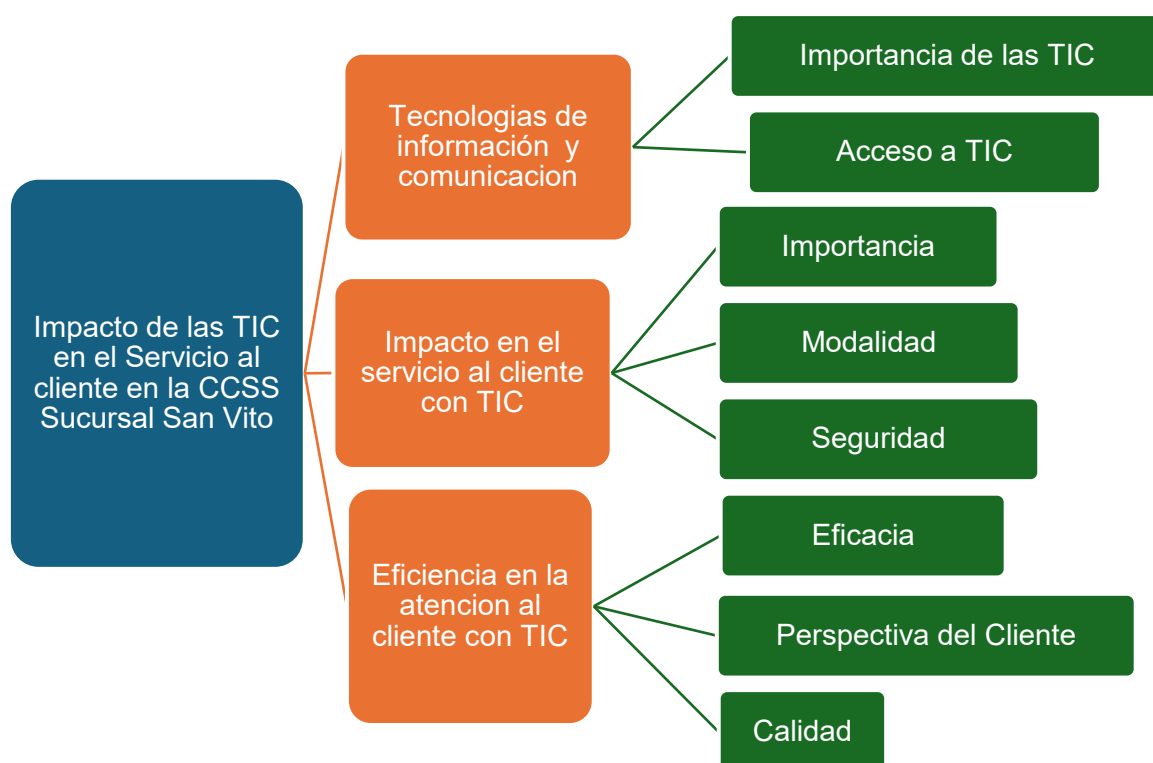 Impacto de las TIC
en el Servicio al
cliente en la CCSS
Sucursal San Vito
Tecnologias de
información y
comunicacion
Importancia de las TIC
Acceso a TIC
Impacto en el
servicio al cliente
con TIC
Importancia
Modalidad
Seguridad
Eficiencia en la
atencion al
cliente con TIC
Eficacia
Perspectiva del Cliente
Calidad